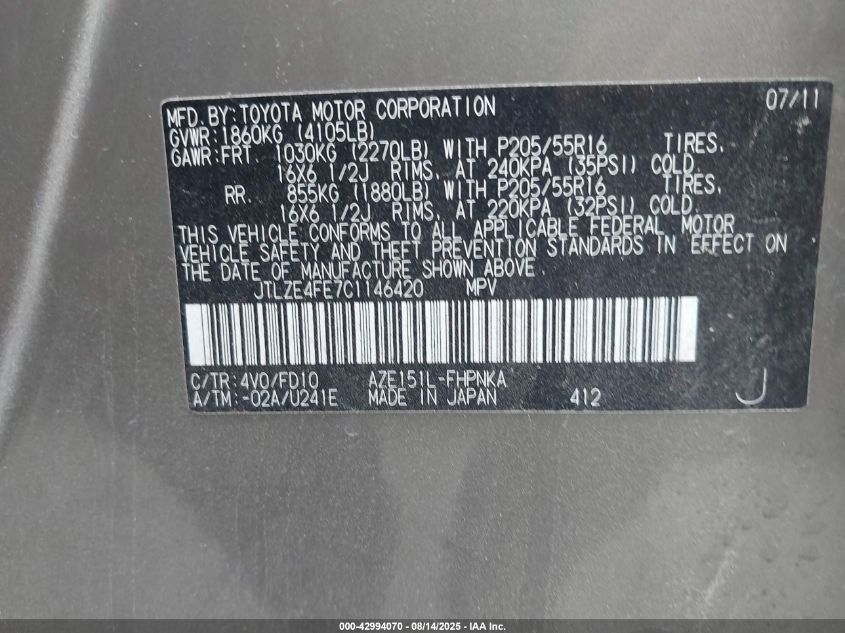 MFD. BY: TOYOTA MOTOR CORPORATION 07/11
GVWR: 1860KG (4105LB)
GAWR: FRT. 1030KG (2270LB) WITH P205/55R16 TIRES,
16X6 1/2J RIMS, AT 240KPA (35PSI) COLD.
RR. 855KG (1880LB) WITH P205/55R16 TIRES,
16X6 1/2J RIMS, AT 220KPA (32PSI) COLD.
THIS VEHICLE CONFORMS TO ALL APPLICABLE FEDERAL MOTOR
VEHICLE SAFETY AND THEFT PREVENTION STANDARDS IN EFFECT ON
THE DATE OF MANUFACTURE SHOWN ABOVE.
JTLZE4FE7C1146420 MPV
C/TR: 4V0/FD10 AZE151L-FHPNKA
A/TM: -02A/U241E MADE IN JAPAN 412 J
000-42994070 - 08/14/2025 - IAA Inc.